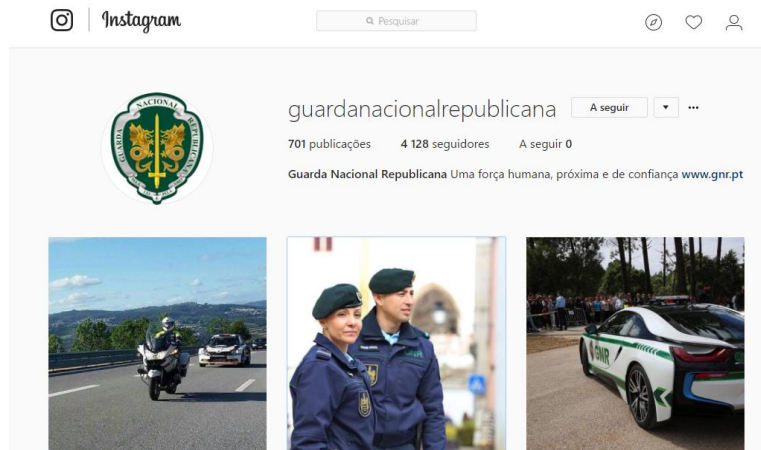 Instagram
Pesquisar
guardanacionalrepublicana A seguir
701 publicações 4 128 seguidores A seguir 0
Guarda Nacional Republicana Uma força humana, próxima e de confiança www.gnr.pt
GUARDA NACIONAL REPUBLICANA
GNR
GNR